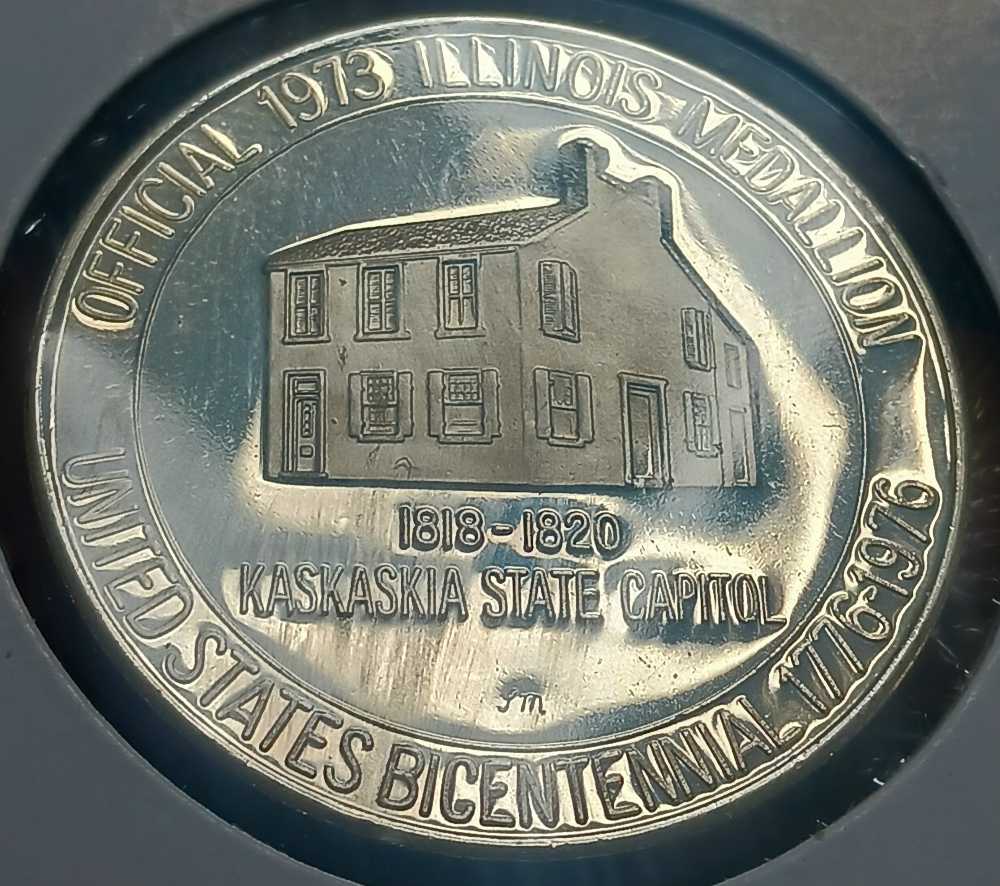 OFFICIAL 1973 ILLINOIS MEDALLION
1818-1820
KASKASKIA STATE CAPITOL
UNITED STATES BICENTENNIAL 1776-1976